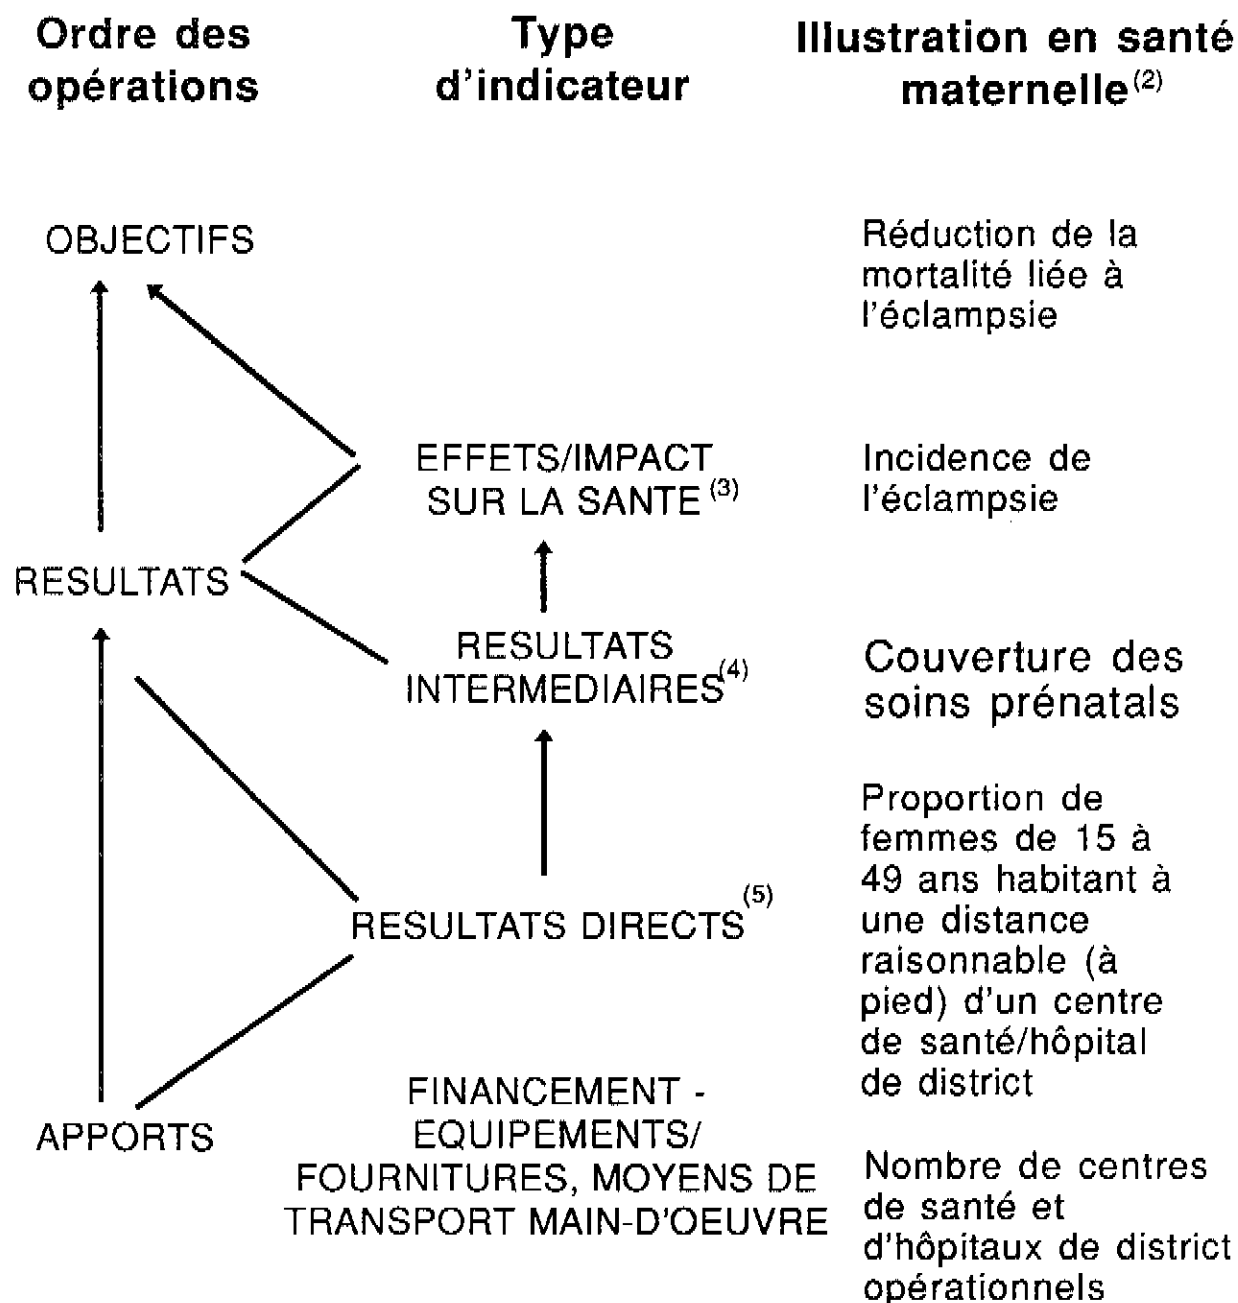 Ordre des
opérations
Type
d'indicateur
Illustration en santé
maternelle (2)
OBJECTIFS
Réduction de la
mortalité liée à
l'éclampsie
EFFETS/IMPACT
SUR LA SANTE (3)
Incidence de
l'éclampsie
RESULTATS
RESULTATS
INTERMEDIAIRES (4)
Couverture des
soins prénatals
RESULTATS DIRECTS (5)
Proportion de
femmes de 15 à
49 ans habitant à
une distance
raisonnable (à
pied) d'un centre
de santé/hôpital
de district
APPORTS
FINANCEMENT -
EQUIPEMENTS/
FOURNITURES, MOYENS DE
TRANSPORT MAIN-D'OEUVRE
Nombre de centres
de santé et
d'hôpitaux de district
opérationnels